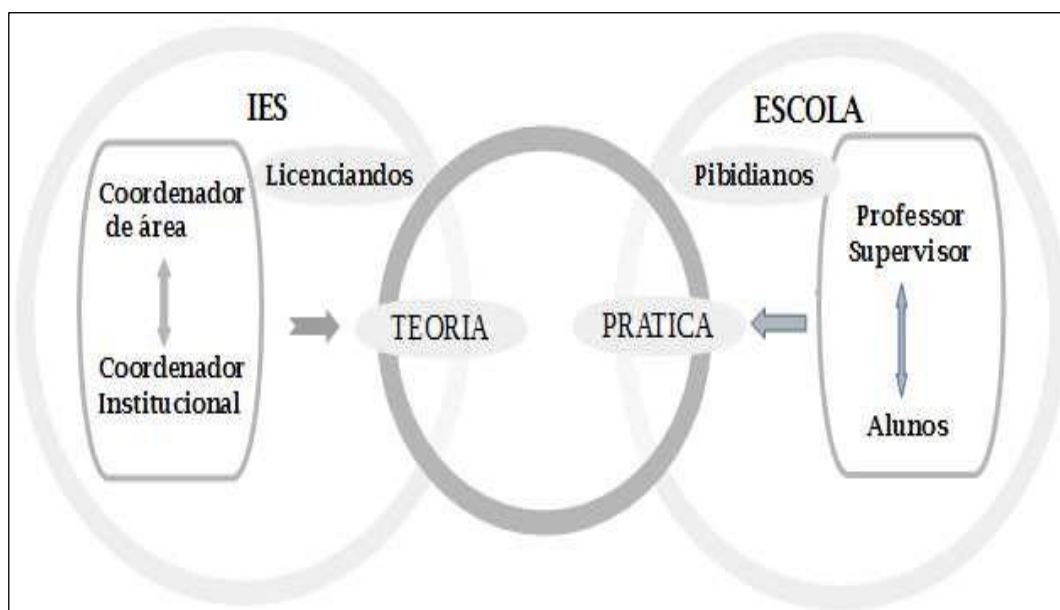 IES
Licenciandos
Coordenador
de área
Coordenador
Institucional
TEORIA
ESCOLA
Pibidianos
Professor
Supervisor
PRATICA
Alunos